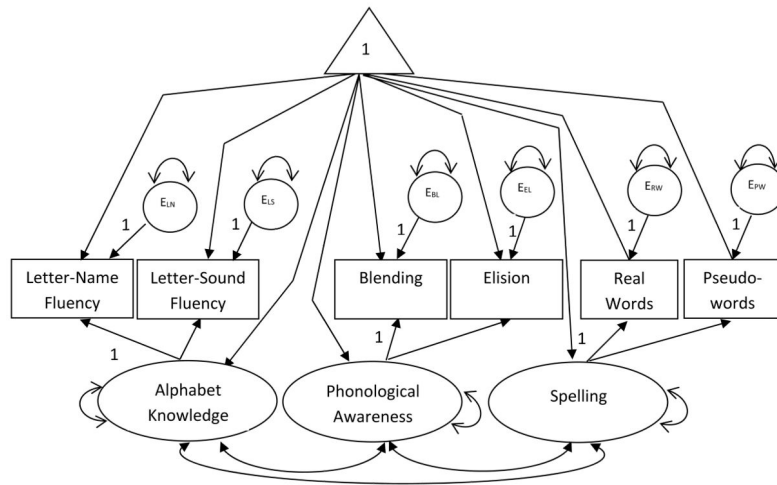 1
E_LN
E_LS
E_BL
E_EL
E_RW
E_PW
1
1
1
1
1
1
Letter-Name
Fluency
Letter-Sound
Fluency
Blending
Elision
Real
Words
Pseudo-
words
1
1
1
Alphabet
Knowledge
Phonological
Awareness
Spelling